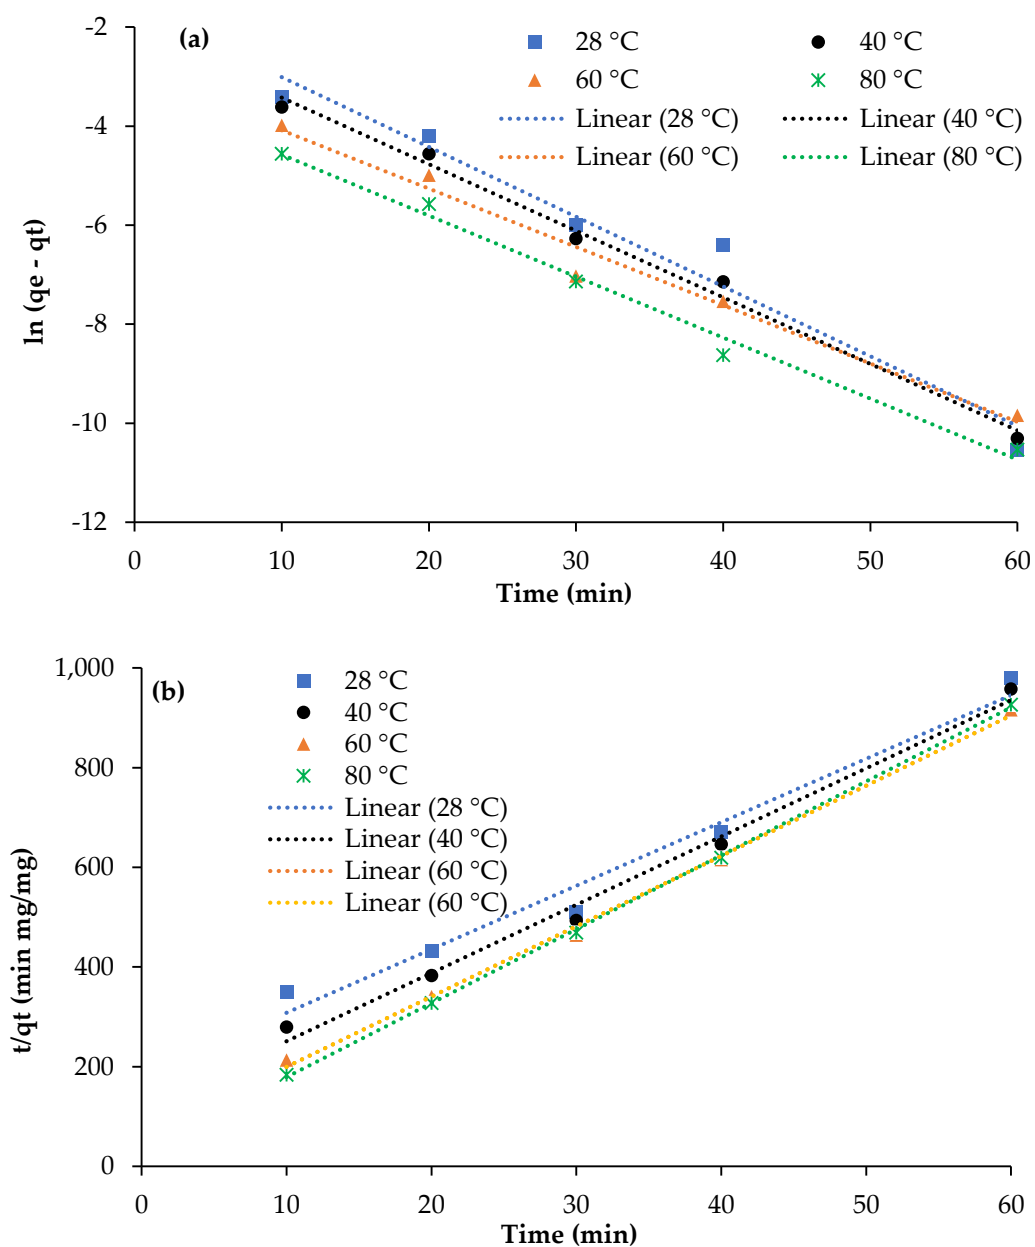 (a)
28 °C
40 °C
60 °C
80 °C
Linear (28 °C)
Linear (40 °C)
Linear (60 °C)
Linear (80 °C)
-2
-4
-6
-8
-10
-12
ln (qe - qt)
0 10 20 30 40 50 60
Time (min)
(b)
28 °C
40 °C
60 °C
80 °C
Linear (28 °C)
Linear (40 °C)
Linear (60 °C)
Linear (60 °C)
1,000
800
600
400
200
0
t/qt (min mg/mg)
0 10 20 30 40 50 60
Time (min)